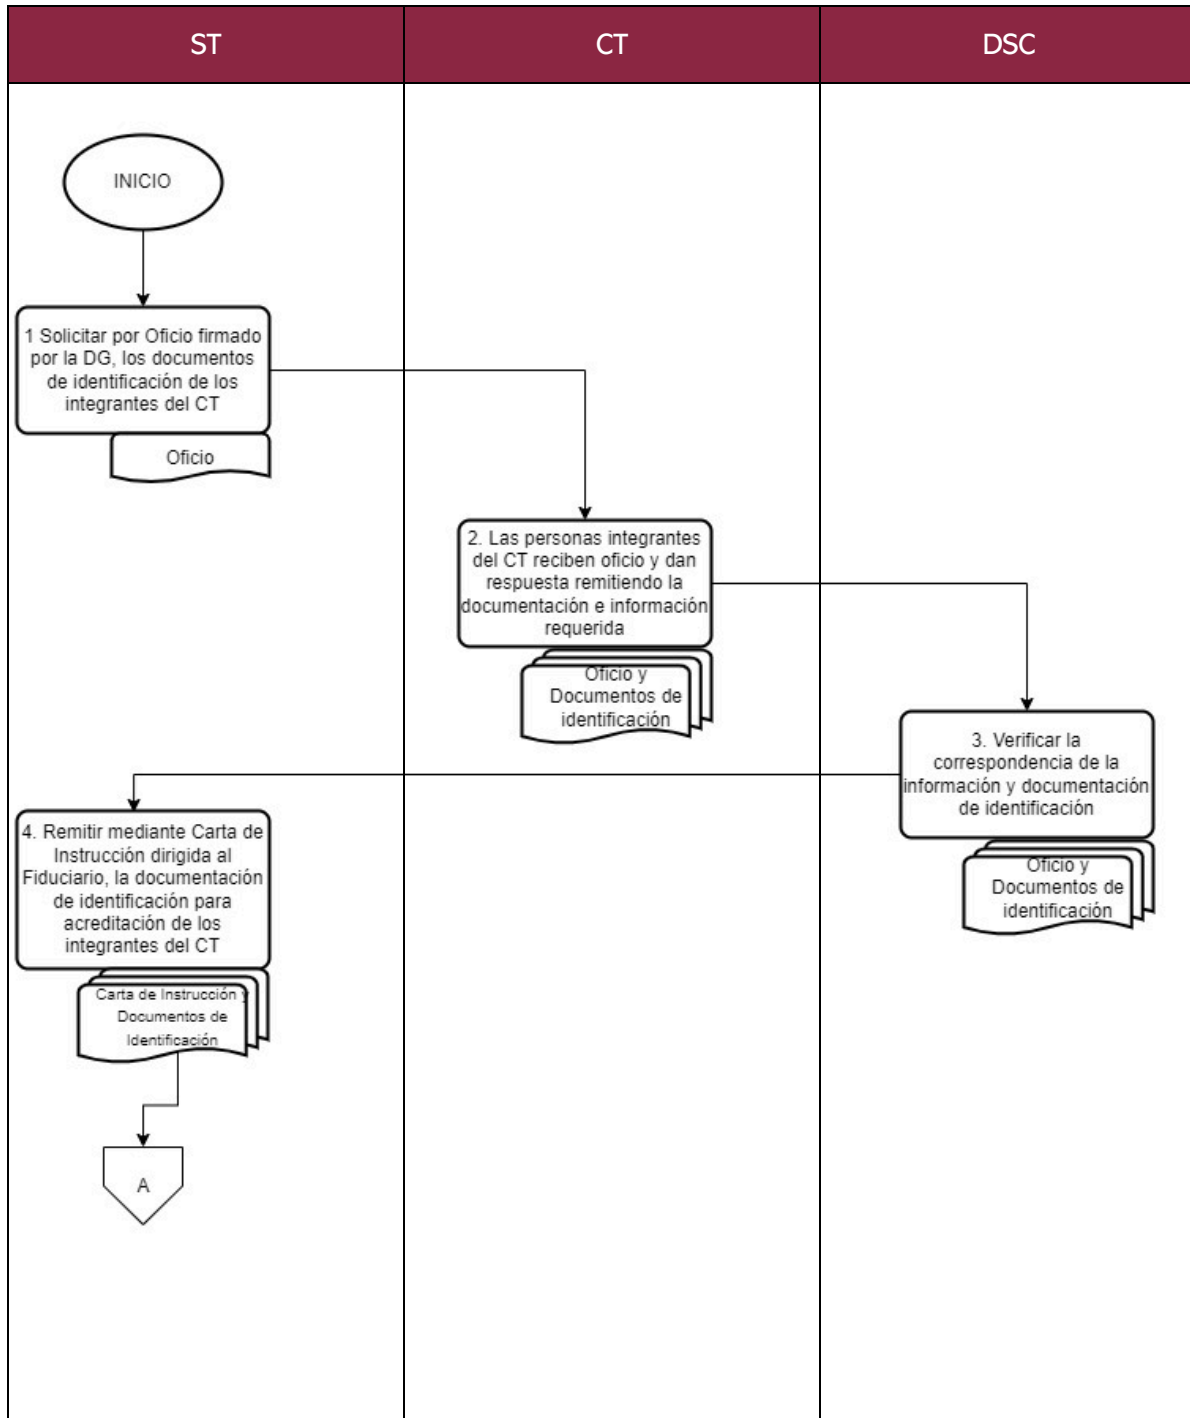 ST
CT
DSC
INICIO
1 Solicitar por Oficio firmado
por la DG, los documentos
de identificación de los
integrantes del CT
Oficio
2. Las personas integrantes
del CT reciben oficio y dan
respuesta remitiendo la
documentación e información
requerida
Oficio y
Documentos de
identificación
3. Verificar la
correspondencia de la
información y documentación
de identificación
Oficio y
Documentos de
identificación
4. Remitir mediante Carta de
Instrucción dirigida al
Fiduciario, la documentación
de identificación para
acreditación de los
integrantes del CT
Carta de Instrucción y
Documentos de
Identificación
A